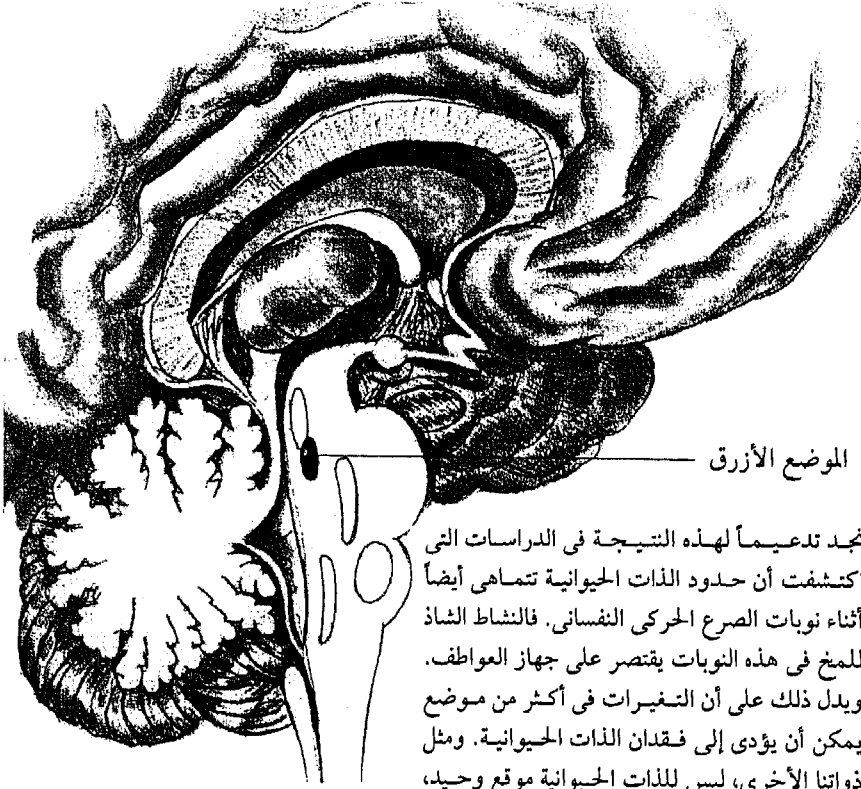 الموضع الأزرق
نجد تدعيماً لهذه النتيجة فى الدراسات التى
اكتشفت أن حدود الذات الحيوانية تتماهى أيضاً
أثناء نوبات الصرع الحركى النفسانى. فالنشاط الشاذ
للمخ فى هذه النوبات يقتصر على جهاز العواطف.
ويدل ذلك على أن التغيرات فى أكثر من موضع
يمكن أن يؤدى إلى فقدان الذات الحيوانية. ومثل
ذواتنا الأخرى، ليس للذات الحيوانية موقع وحيد،